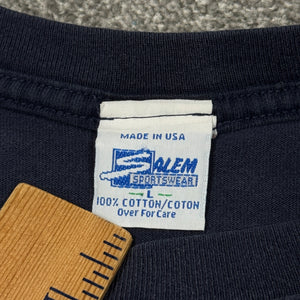 MADE IN USA
SALEM
SPORTSWEAR
L
100% COTTON/COTON
Over For Care